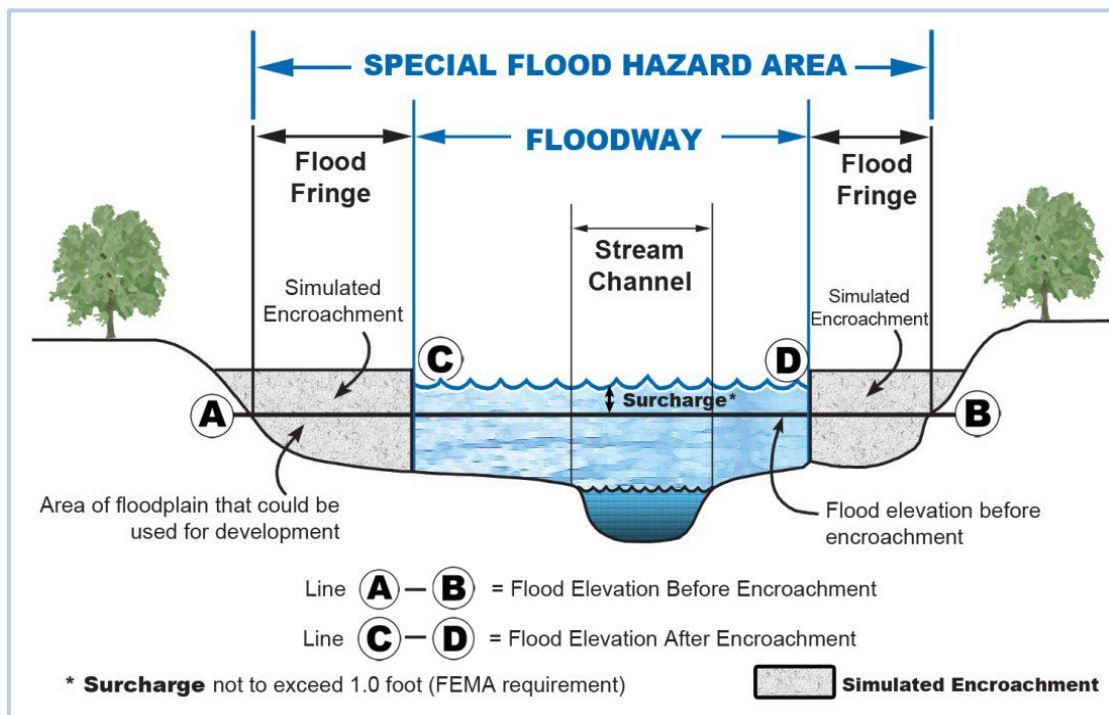 SPECIAL FLOOD HAZARD AREA
FLOODWAY
Flood
Fringe
Flood
Fringe
Stream
Channel
Simulated
Encroachment
Simulated
Encroachment
C
D
Surcharge*
A
B
Area of floodplain that could be
used for development
Flood elevation before
encroachment
Line A — B = Flood Elevation Before Encroachment
Line C — D = Flood Elevation After Encroachment
* Surcharge not to exceed 1.0 foot (FEMA requirement)
Simulated Encroachment